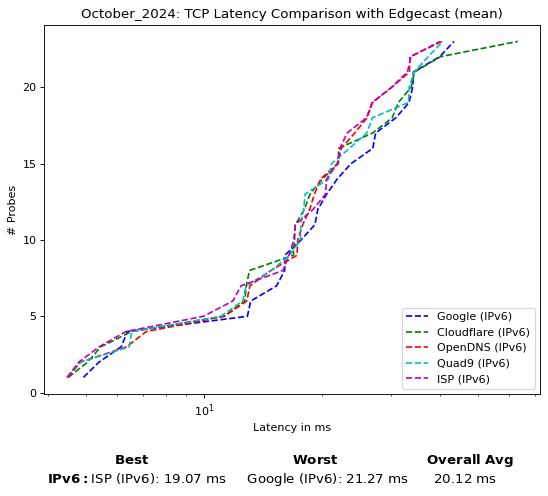 October_2024: TCP Latency Comparison with Edgecast (mean)
20
15
10
5
0
# Probes
Google (IPv6)
Cloudflare (IPv6)
OpenDNS (IPv6)
Quad9 (IPv6)
ISP (IPv6)
10¹
Latency in ms
Best Worst Overall Avg
IPv6: ISP (IPv6): 19.07 ms Google (IPv6): 21.27 ms 20.12 ms